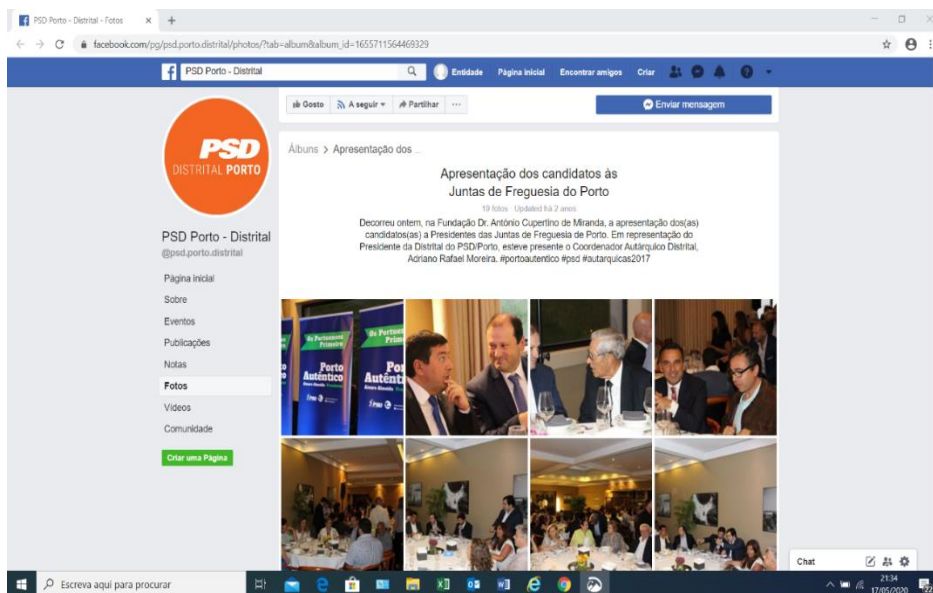 PSD Porto - Distrital - Fotos
facebook.com/pg/psd.porto.distrital/photos/?tab=album&album_id=1655711564469329
PSD Porto - Distrital
Entidade Página inicial Encontrar amigos Criar
PSD
DISTRITAL PORTO
Gosto A seguir Partilhar
Enviar mensagem
Álbuns > Apresentação dos ...
Apresentação dos candidatos às
Juntas de Freguesia do Porto
19 fotos · Updated há 2 anos
Decorreu ontem, na Fundação Dr. António Cupertino de Miranda, a apresentação dos(as)
candidatos(as) a Presidentes das Juntas de Freguesia de Porto. Em representação do
Presidente da Distrital do PSD/Porto, esteve presente o Coordenador Autárquico Distrital,
Adriano Rafael Moreira. #portoautentico #psd #autarquicas2017
PSD Porto - Distrital
@psd.porto.distrital
Página inicial
Sobre
Eventos
Publicações
Notas
Fotos
Vídeos
Comunidade
Criar uma Página
Porto
Autêntico
Chat
Escreva aqui para procurar
21:34
17/05/2020
22